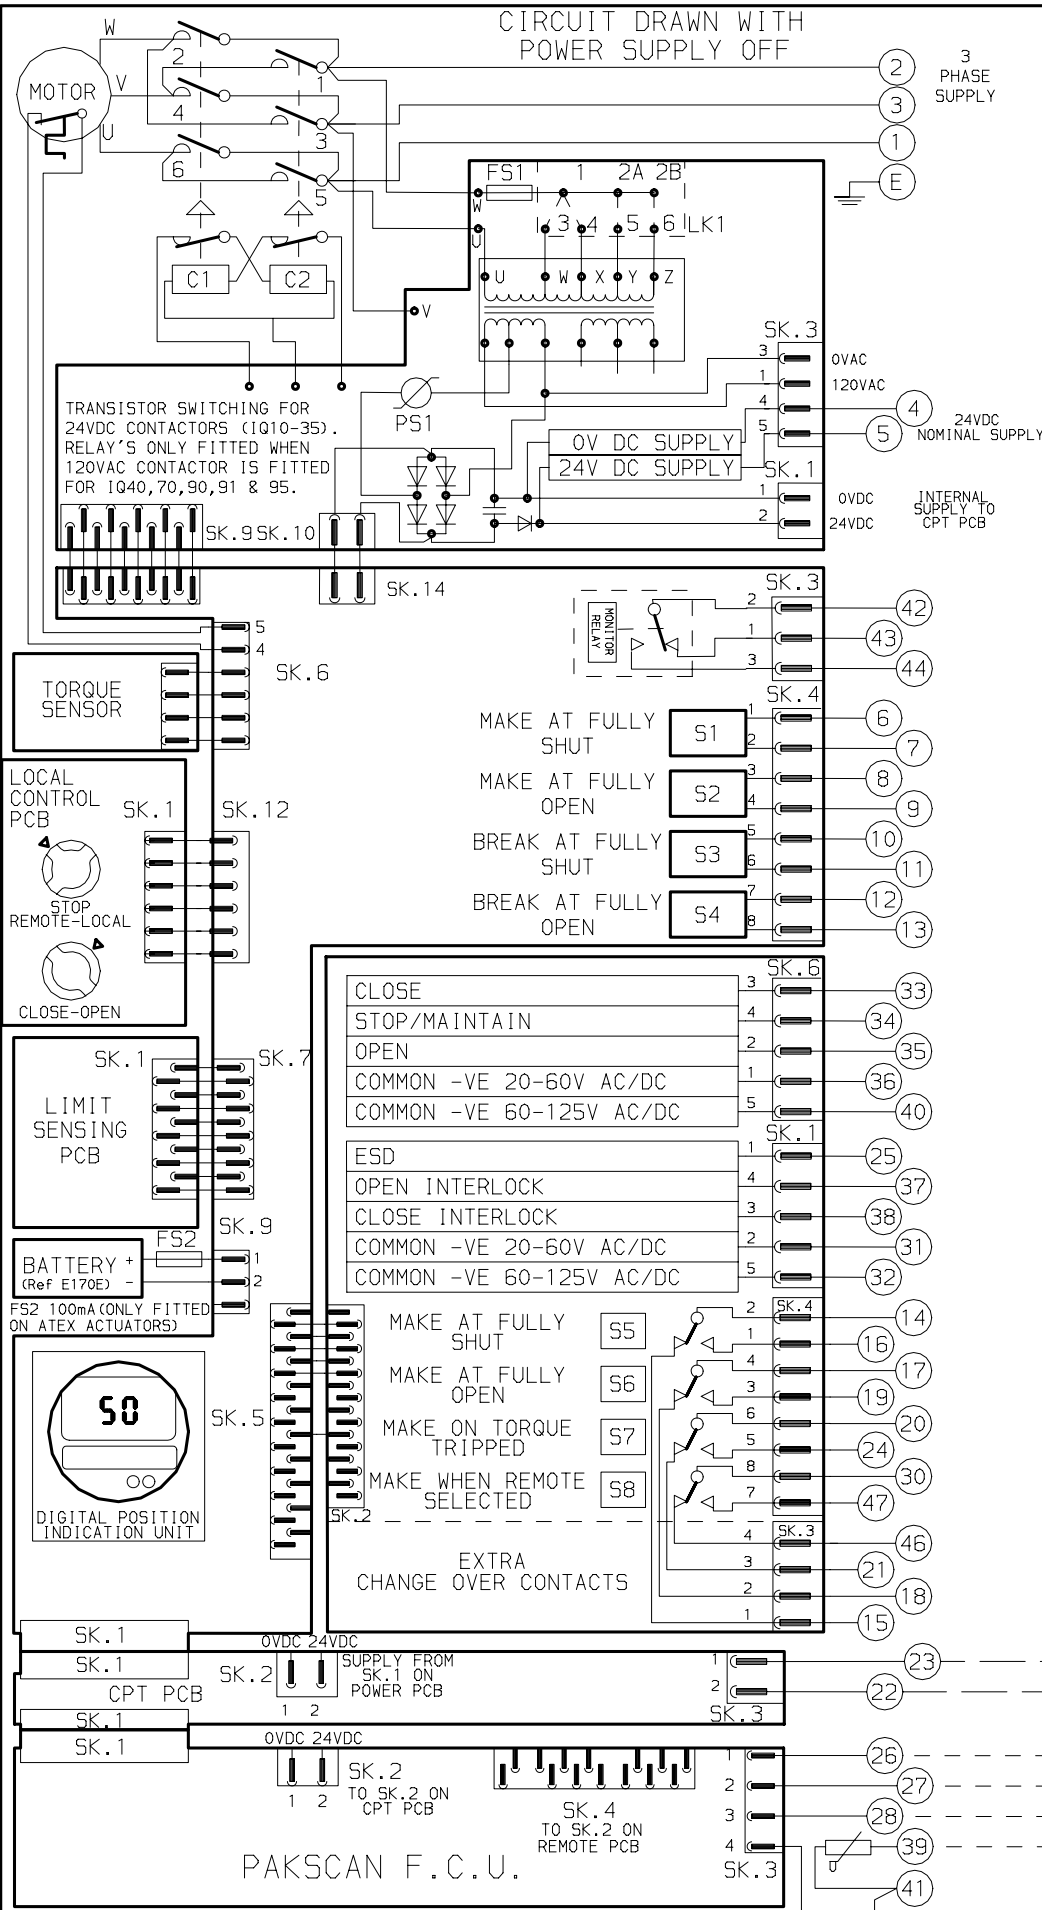 CIRCUIT DRAWN WITH
POWER SUPPLY OFF
W
V
U
MOTOR
2
4
6
1
3
5
2
3
1
E
3
PHASE
SUPPLY
FS1
1
2A
2B
W
U
3
4
5
6
LK1
U
W
X
Y
Z
C1
C2
V
PS1
TRANSISTOR SWITCHING FOR
24VDC CONTACTORS (IQ10-35).
RELAY'S ONLY FITTED WHEN
120VAC CONTACTOR IS FITTED
FOR IQ40,70,90,91 & 95.
SK.3
3
0VAC
1
120VAC
4
4
5
5
24VDC
NOMINAL SUPPLY
0V DC SUPPLY
24V DC SUPPLY
SK.1
1
0VDC
2
24VDC
INTERNAL
SUPPLY TO
CPT PCB
SK.9
SK.10
SK.14
SK.3
MONITOR
RELAY
2
42
1
43
3
44
5
4
SK.6
TORQUE
SENSOR
SK.4
MAKE AT FULLY
SHUT
S1
1
6
2
7
MAKE AT FULLY
OPEN
S2
3
8
4
9
BREAK AT FULLY
SHUT
S3
5
10
6
11
BREAK AT FULLY
OPEN
S4
7
12
8
13
LOCAL
CONTROL
PCB
SK.1
SK.12
STOP
REMOTE-LOCAL
CLOSE-OPEN
SK.6
CLOSE
3
33
STOP/MAINTAIN
4
34
OPEN
2
35
COMMON -VE 20-60V AC/DC
1
36
COMMON -VE 60-125V AC/DC
5
40
SK.1
ESD
1
25
OPEN INTERLOCK
4
37
CLOSE INTERLOCK
3
38
COMMON -VE 20-60V AC/DC
2
31
COMMON -VE 60-125V AC/DC
5
32
SK.1
SK.7
LIMIT
SENSING
PCB
SK.9
FS2
BATTERY +
(Ref E170E) -
1
2
FS2 100mA(ONLY FITTED
ON ATEX ACTUATORS)
50
DIGITAL POSITION
INDICATION UNIT
SK.5
SK.2
SK.4
MAKE AT FULLY
SHUT
S5
2
14
1
16
MAKE AT FULLY
OPEN
S6
4
17
3
19
MAKE ON TORQUE
TRIPPED
S7
6
20
5
24
MAKE WHEN REMOTE
SELECTED
S8
8
30
7
47
SK.3
EXTRA
CHANGE OVER CONTACTS
4
46
3
21
2
18
1
15
SK.1
SK.1
CPT PCB
0VDC 24VDC
SK.2
1 2
SUPPLY FROM
SK.1 ON
POWER PCB
1
23
2
22
SK.3
SK.1
SK.1
0VDC 24VDC
SK.2
1 2
TO SK.2 ON
CPT PCB
SK.4
TO SK.2 ON
REMOTE PCB
1
26
2
27
3
28
4
39
SK.3
U
41
PAKSCAN F.C.U.